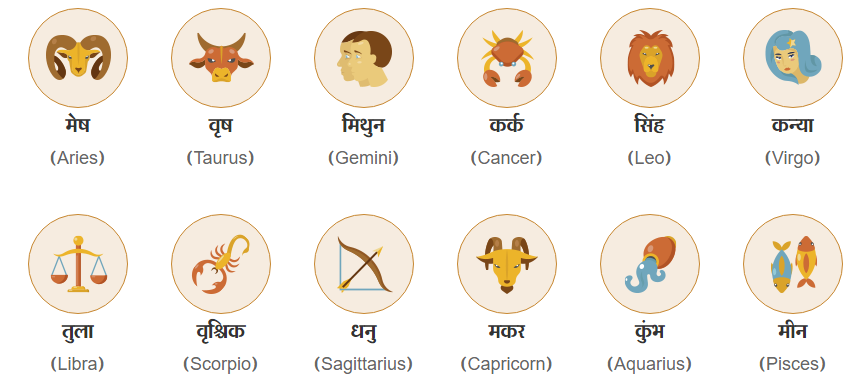 मेष वृष मिथुन कर्क सिंह कन्या
(Aries) (Taurus) (Gemini) (Cancer) (Leo) (Virgo)
तुला वृश्चिक धनु मकर कुंभ मीन
(Libra) (Scorpio) (Sagittarius) (Capricorn) (Aquarius) (Pisces)